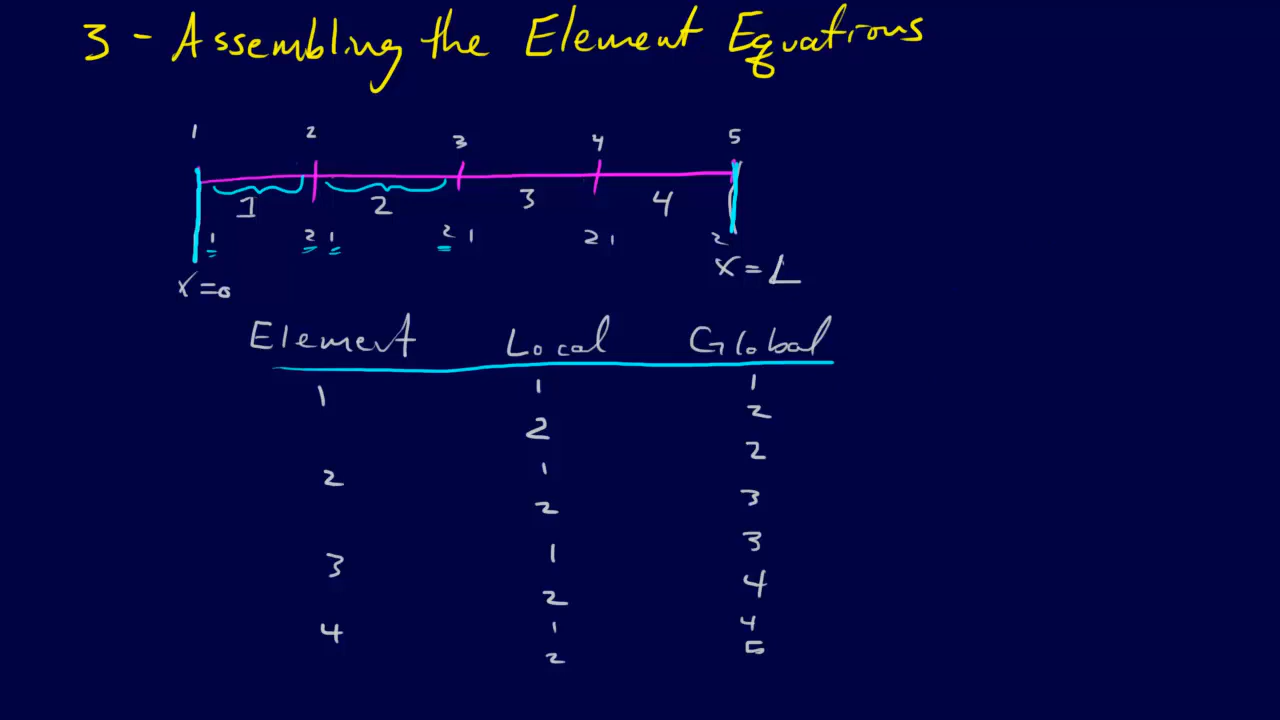 3 - Assembling the Element Equations
1 2 3 4 5
1 2 3 4
1 2 1 2 1 2 1 2
x=0 x=L
Element Local Global
1 1 1
2 2
2 1 2
2 3
3 1 3
2 4
4 1 4
2 5